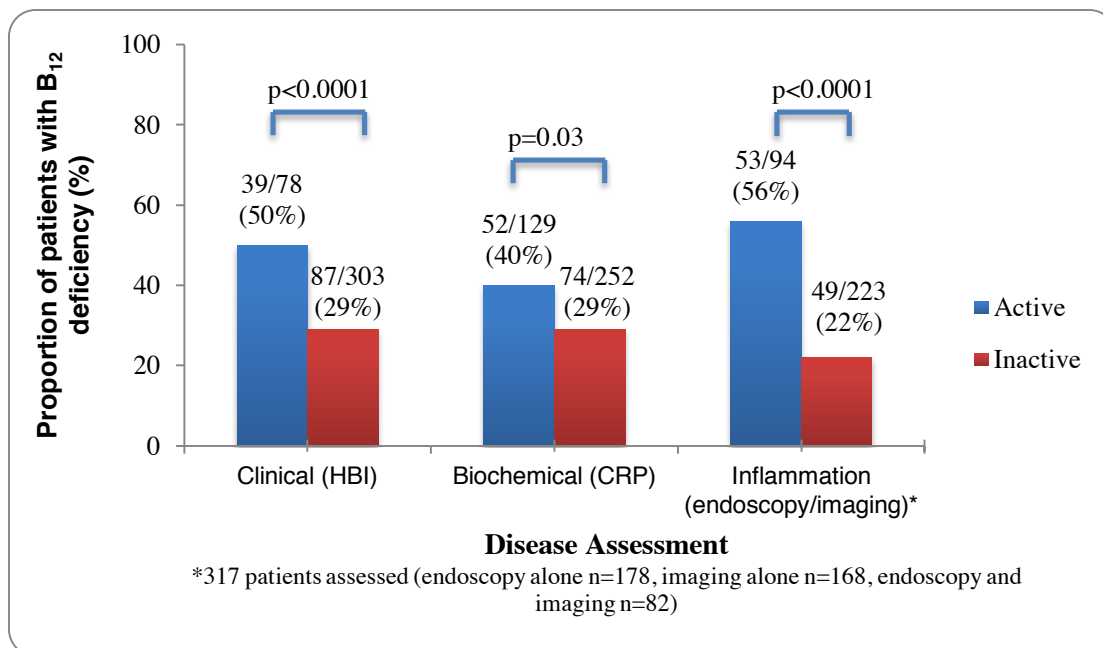 Proportion of patients with B12
deficiency (%)
100
80
60
40
20
0
p<0.0001
39/78
(50%)
87/303
(29%)
p=0.03
52/129
(40%)
74/252
(29%)
p<0.0001
53/94
(56%)
49/223
(22%)
Active
Inactive
Clinical (HBI)
Biochemical (CRP)
Inflammation
(endoscopy/imaging)*
Disease Assessment
*317 patients assessed (endoscopy alone n=178, imaging alone n=168, endoscopy and
imaging n=82)